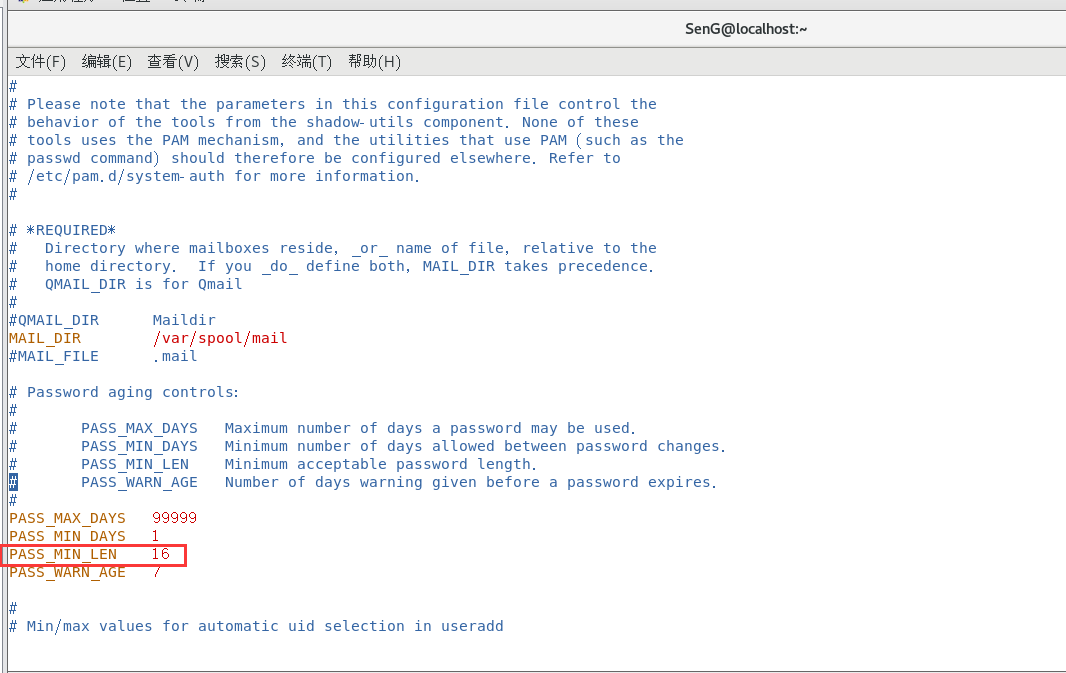 SenG@localhost:~
文件(F) 编辑(E) 查看(V) 搜索(S) 终端(T) 帮助(H)
#
# Please note that the parameters in this configuration file control the
# behavior of the tools from the shadow-utils component. None of these
# tools uses the PAM mechanism, and the utilities that use PAM (such as the
# passwd command) should therefore be configured elsewhere. Refer to
# /etc/pam.d/system-auth for more information.
#
# *REQUIRED*
#   Directory where mailboxes reside, _or_ name of file, relative to the
#   home directory.  If you _do_ define both, MAIL_DIR takes precedence.
#   QMAIL_DIR is for Qmail
#
#QMAIL_DIR      Maildir
MAIL_DIR        /var/spool/mail
#MAIL_FILE      .mail
# Password aging controls:
#
#       PASS_MAX_DAYS   Maximum number of days a password may be used.
#       PASS_MIN_DAYS   Minimum number of days allowed between password changes.
#       PASS_MIN_LEN    Minimum acceptable password length.
#       PASS_WARN_AGE   Number of days warning given before a password expires.
#
PASS_MAX_DAYS   99999
PASS_MIN_DAYS   1
PASS_MIN_LEN    16
PASS_WARN_AGE   7
#
# Min/max values for automatic uid selection in useradd